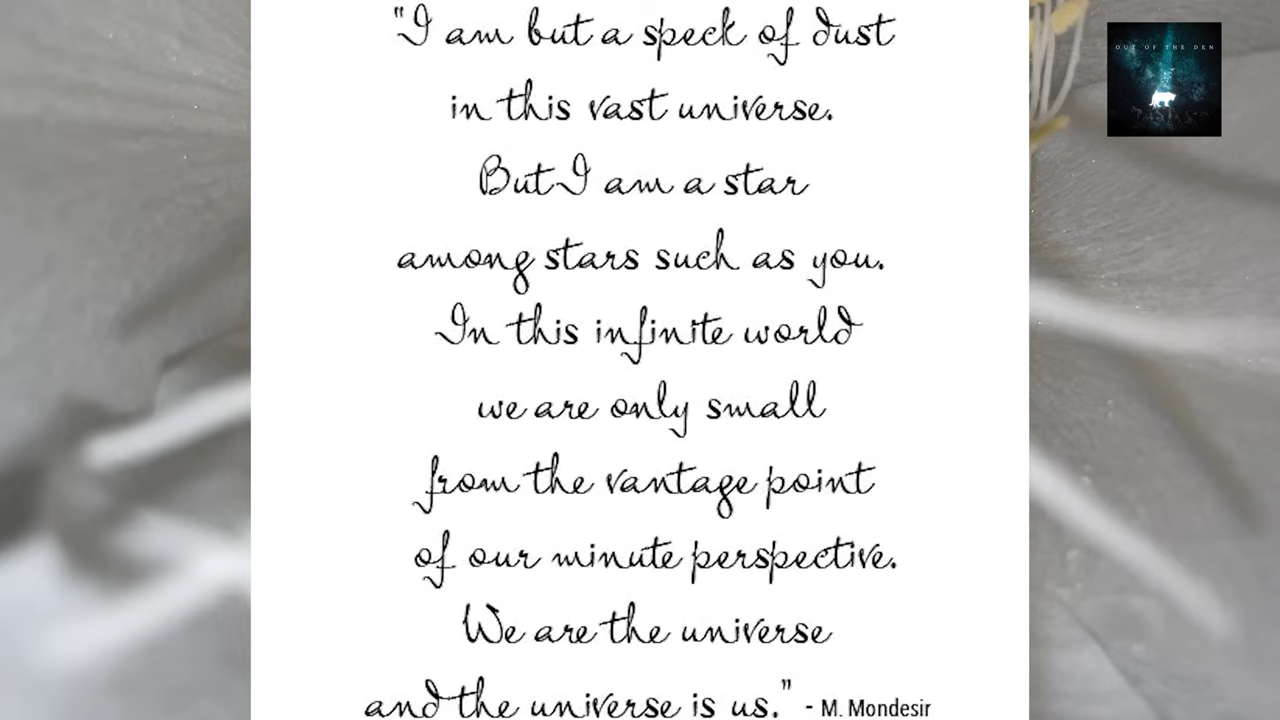 "I am but a speck of dust
in this vast universe.
But I am a star
among stars such as you.
In this infinite world
we are only small
from the vantage point
of our minute perspective.
We are the universe
and the universe is us." - M. Mondesir
OUT OF THE DEN